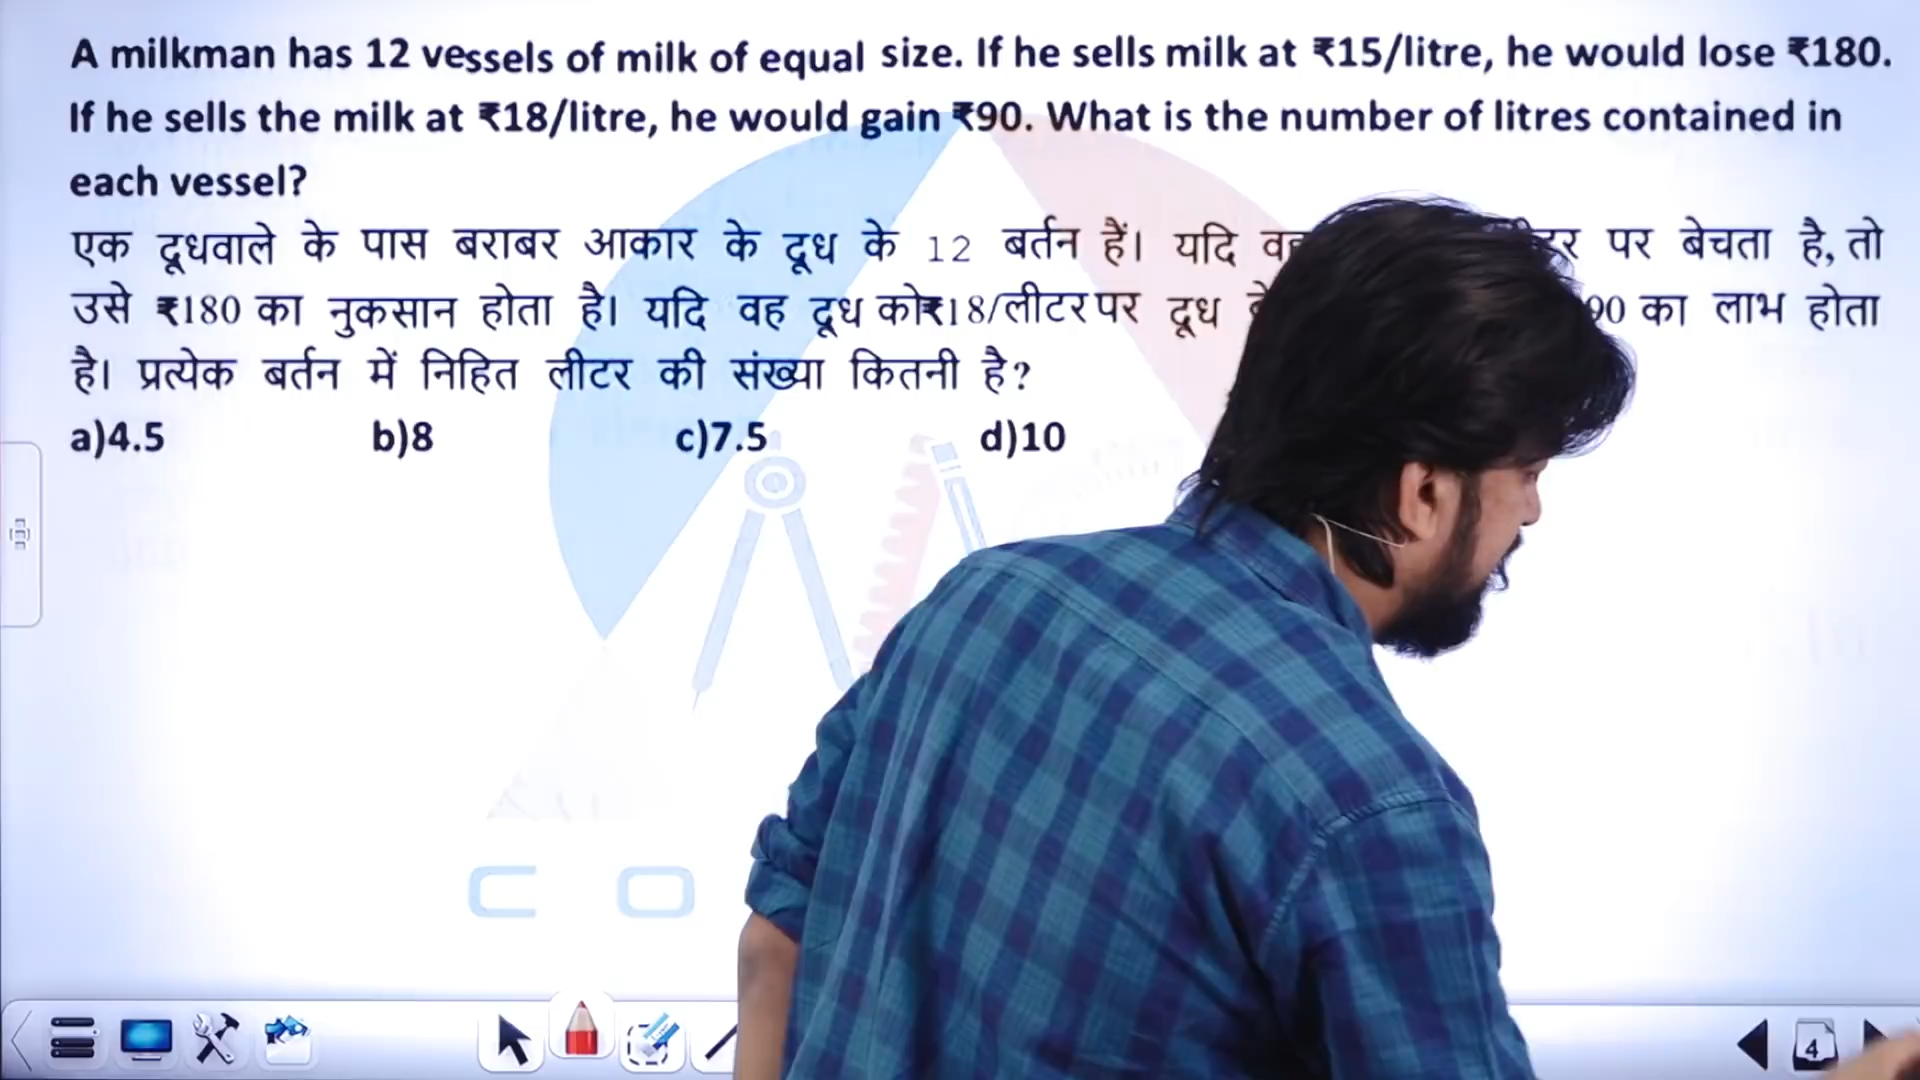 A milkman has 12 vessels of milk of equal size. If he sells milk at ₹15/litre, he would lose ₹180.
If he sells the milk at ₹18/litre, he would gain ₹90. What is the number of litres contained in
each vessel?
एक दूधवाले के पास बराबर आकार के दूध के 12 बर्तन हैं। यदि पर बेचता है, तो
उसे ₹180 का नुकसान होता है। यदि वह दूध को₹18/लीटर पर दूध 90 का लाभ होता
है। प्रत्येक बर्तन में निहित लीटर की संख्या कितनी है?
a)4.5 b)8 c)7.5 d)10
C O
4